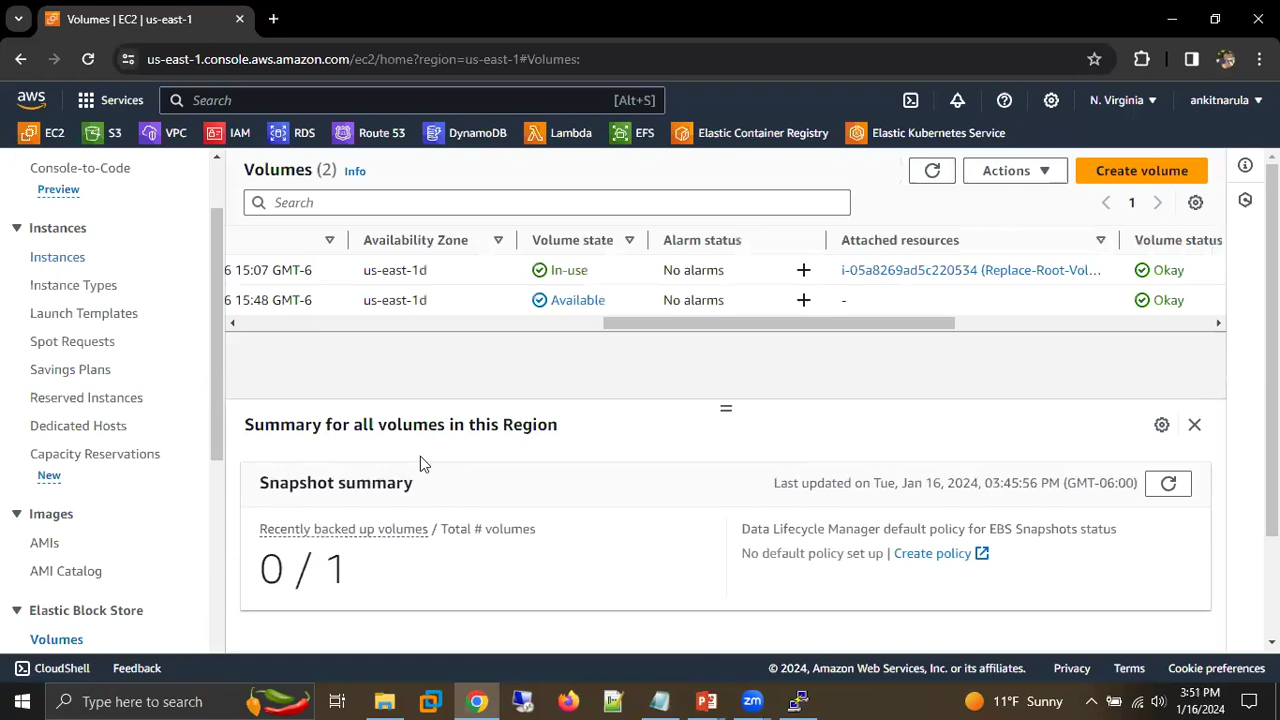 Volumes | EC2 | us-east-1
us-east-1.console.aws.amazon.com/ec2/home?region=us-east-1#Volumes:
aws
Services
Search
[Alt+S]
N. Virginia
ankitnarula
EC2
S3
VPC
IAM
RDS
Route 53
DynamoDB
Lambda
EFS
Elastic Container Registry
Elastic Kubernetes Service
Console-to-Code
Preview
Instances
Instances
Instance Types
Launch Templates
Spot Requests
Savings Plans
Reserved Instances
Dedicated Hosts
Capacity Reservations
New
Images
AMIs
AMI Catalog
Elastic Block Store
Volumes
Volumes (2) Info
Actions
Create volume
Search
1
Availability Zone
Volume state
Alarm status
Attached resources
Volume status
6 15:07 GMT-6 us-east-1d In-use No alarms + i-05a8269ad5c220534 (Replace-Root-Vol... Okay
6 15:48 GMT-6 us-east-1d Available No alarms + - Okay
Summary for all volumes in this Region
Snapshot summary
Last updated on Tue, Jan 16, 2024, 03:45:56 PM (GMT-06:00)
Recently backed up volumes / Total # volumes
0 / 1
Data Lifecycle Manager default policy for EBS Snapshots status
No default policy set up | Create policy
CloudShell
Feedback
© 2024, Amazon Web Services, Inc. or its affiliates.
Privacy
Terms
Cookie preferences
Type here to search
zm
11°F Sunny
3:51 PM
1/16/2024